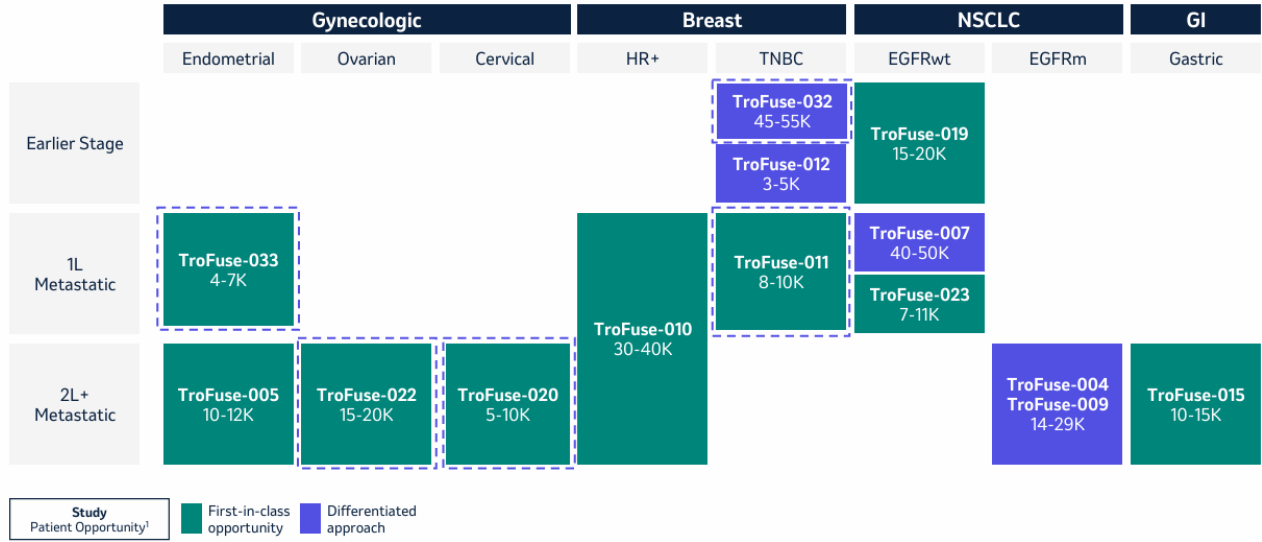 Gynecologic
Breast
NSCLC
GI
Endometrial
Ovarian
Cervical
HR+
TNBC
EGFRwt
EGFRm
Gastric
Earlier Stage
TroFuse-032
45-55K
TroFuse-012
3-5K
TroFuse-019
15-20K
1L
Metastatic
TroFuse-033
4-7K
TroFuse-010
30-40K
TroFuse-011
8-10K
TroFuse-007
40-50K
TroFuse-023
7-11K
2L+
Metastatic
TroFuse-005
10-12K
TroFuse-022
15-20K
TroFuse-020
5-10K
TroFuse-004
TroFuse-009
14-29K
TroFuse-015
10-15K
Study
Patient Opportunity¹
First-in-class
opportunity
Differentiated
approach